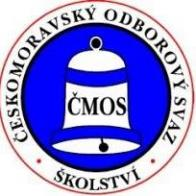 ČESKOMORAVSKÝ ODBOROVÝ SVAZ
ČMOS
ŠKOLSTVÍ